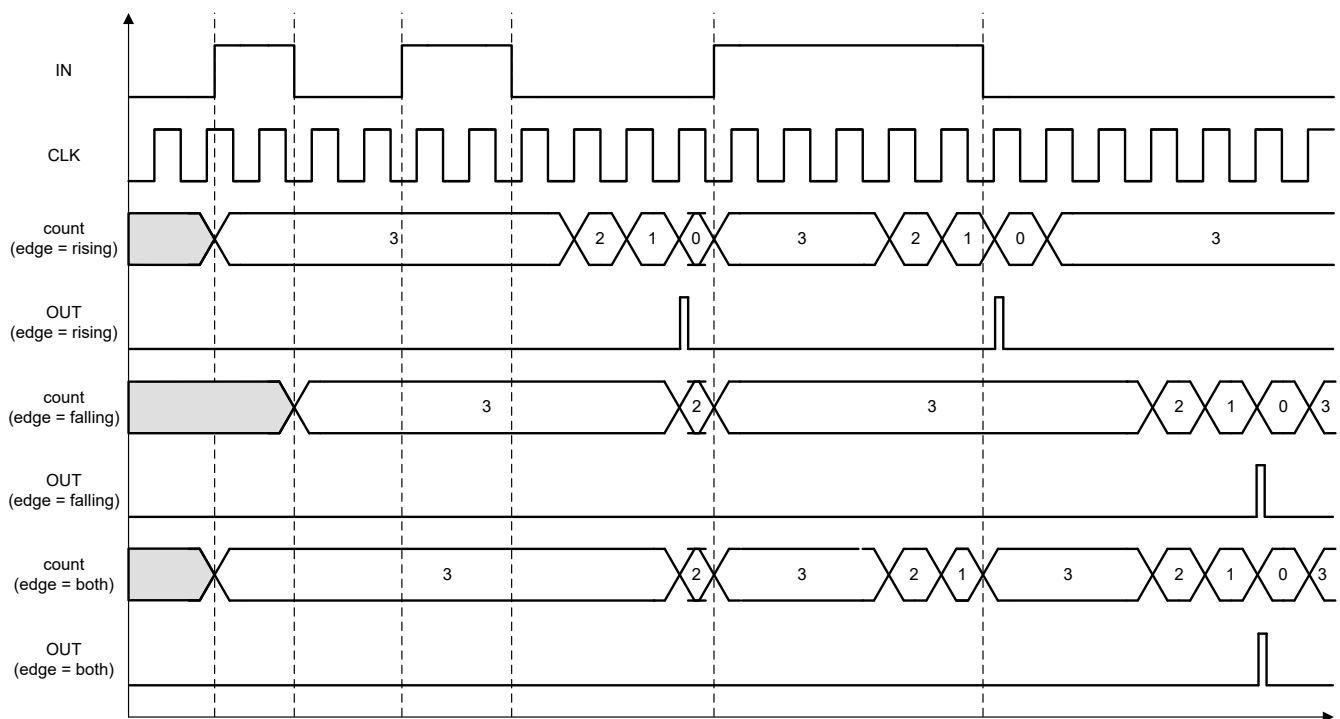 IN
CLK
count
(edge = rising)
3 2 1 0 3 2 1 0 3
OUT
(edge = rising)
count
(edge = falling)
3 2 3 2 1 0 3
OUT
(edge = falling)
count
(edge = both)
3 2 3 2 1 3 2 1 0 3
OUT
(edge = both)